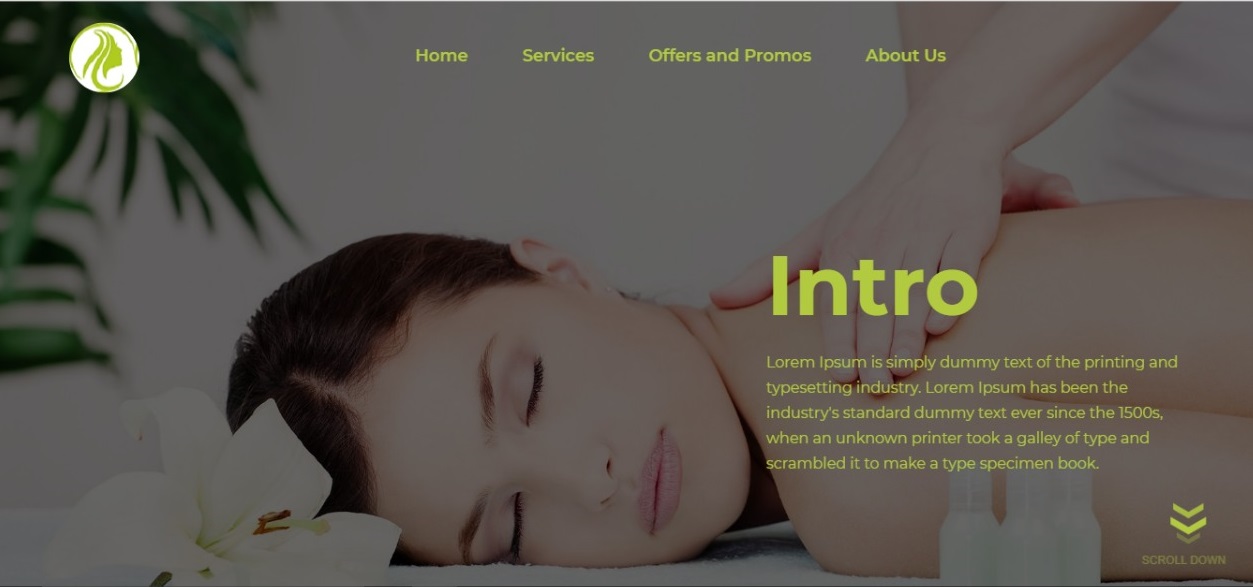 Home Services Offers and Promos About Us
Intro
Lorem Ipsum is simply dummy text of the printing and
typesetting industry. Lorem Ipsum has been the
industry's standard dummy text ever since the 1500s,
when an unknown printer took a galley of type and
scrambled it to make a type specimen book.
SCROLL DOWN